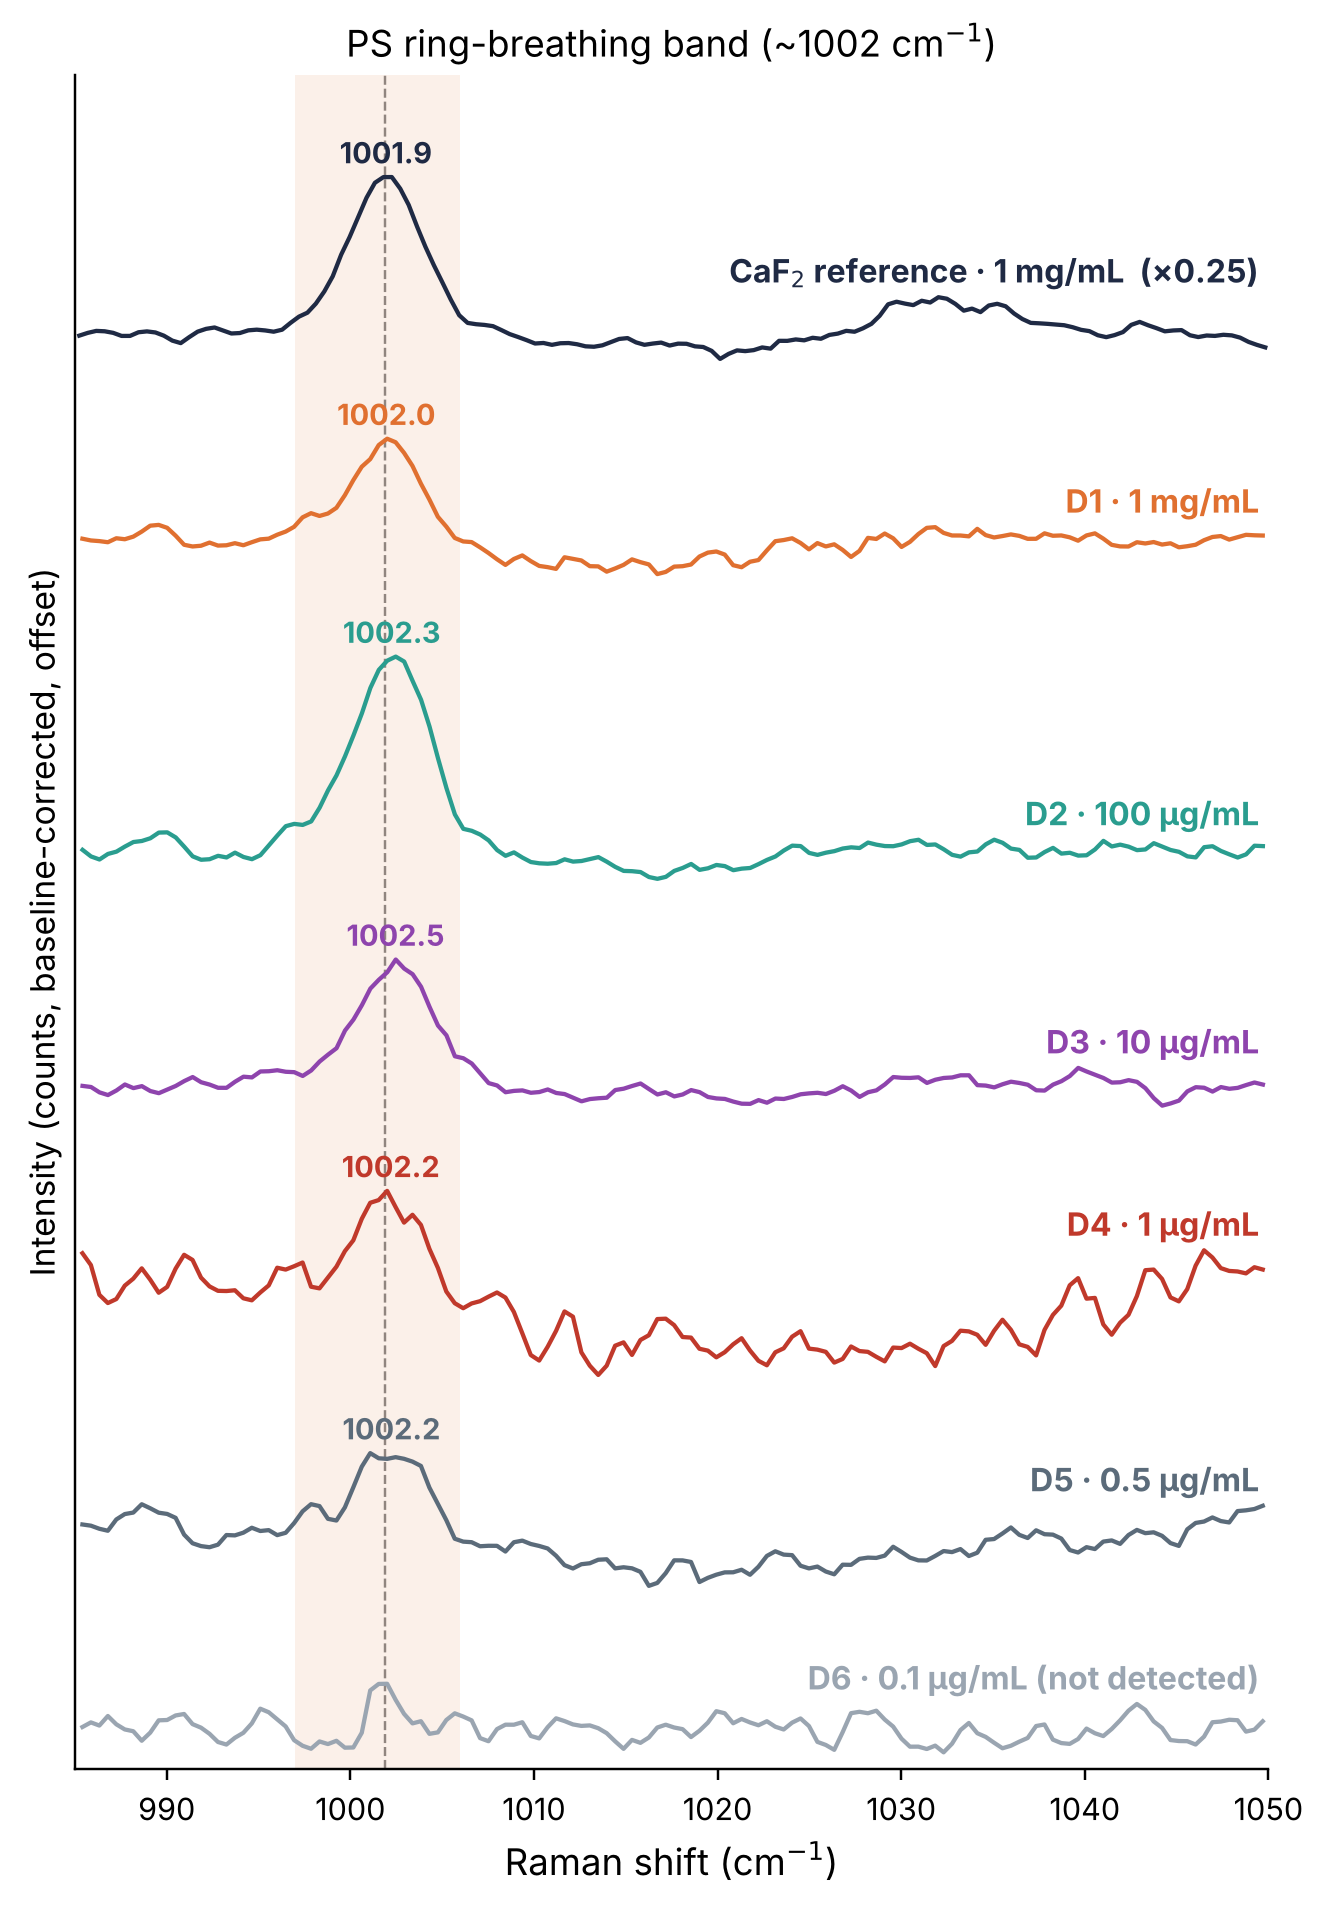 PS ring-breathing band (~1002 cm⁻¹)
1001.9
CaF₂ reference · 1 mg/mL (×0.25)
1002.0
D1 · 1 mg/mL
1002.3
D2 · 100 µg/mL
1002.5
D3 · 10 µg/mL
1002.2
D4 · 1 µg/mL
1002.2
D5 · 0.5 µg/mL
D6 · 0.1 µg/mL (not detected)
Intensity (counts, baseline-corrected, offset)
990 1000 1010 1020 1030 1040 1050
Raman shift (cm⁻¹)